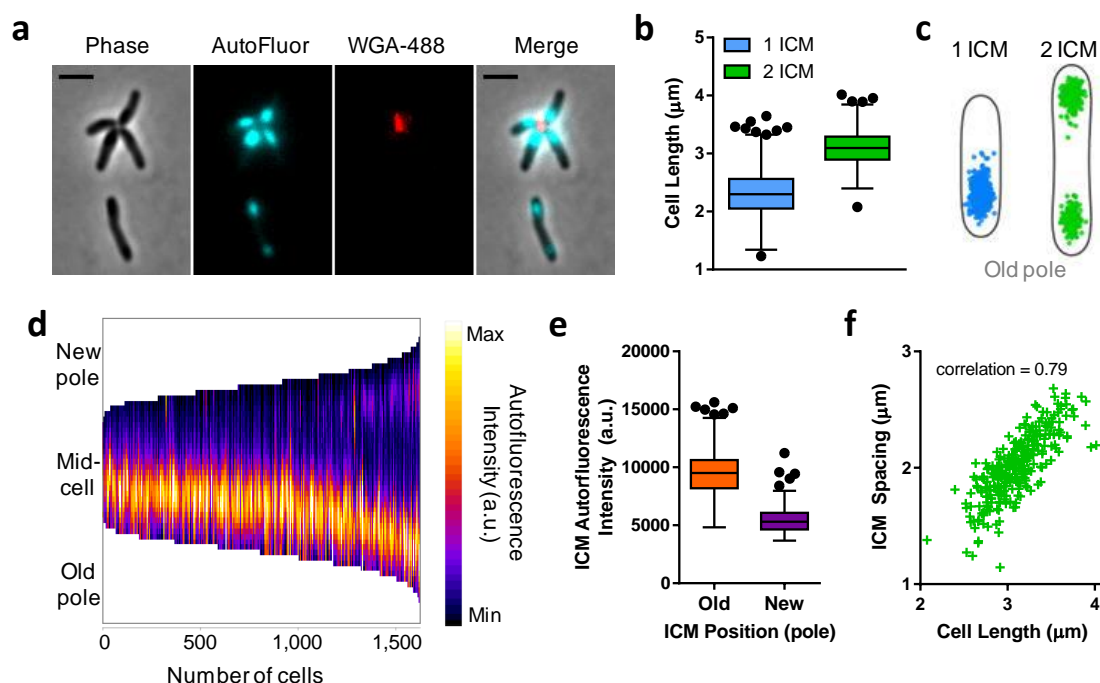 a
Phase
AutoFluor
WGA-488
Merge
b
Cell Length (μm)
5
4
3
2
1
1 ICM
2 ICM
c
1 ICM
2 ICM
Old pole
d
New
pole
Mid-
cell
Old
pole
0
500
1,000
1,500
Number of cells
Max
Min
Autofluorescence
Intensity (a.u.)
e
ICM Autorfluorescence
Intensity (a.u.)
20000
15000
10000
5000
0
Old
New
ICM Position (pole)
f
correlation = 0.79
ICM Spacing (μm)
3
2
1
2
3
4
Cell Length (μm)